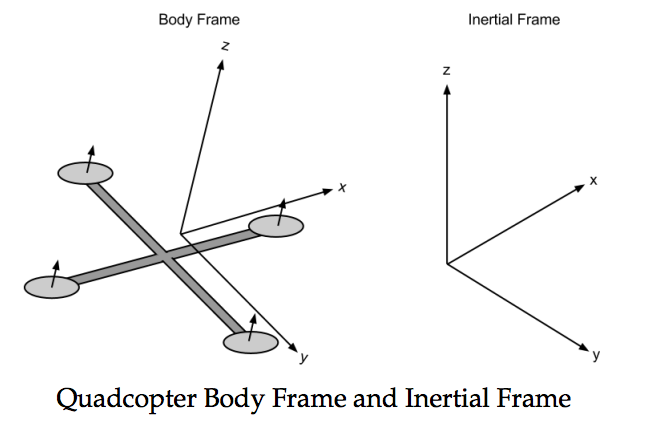 Body Frame
Inertial Frame
z
x
y
z
x
y
Quadcopter Body Frame and Inertial Frame